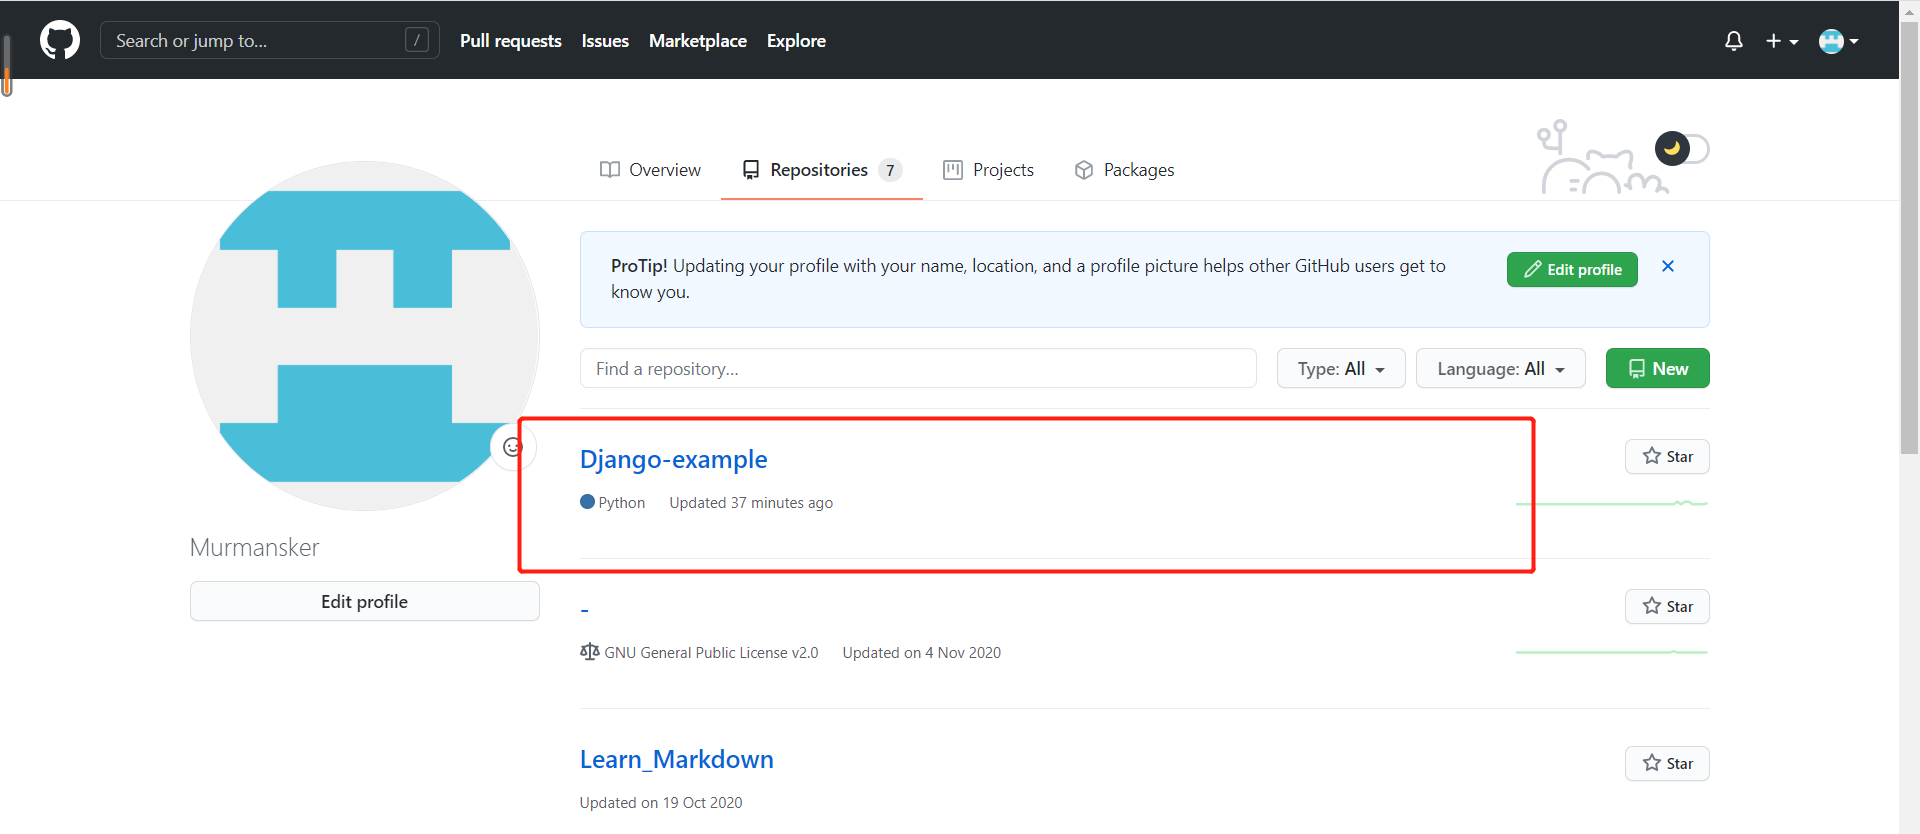 Search or jump to... / Pull requests Issues Marketplace Explore
Overview Repositories 7 Projects Packages
ProTip! Updating your profile with your name, location, and a profile picture helps other GitHub users get to
know you.
Edit profile
Find a repository... Type: All Language: All New
Django-example
Star
Python Updated 37 minutes ago
Murmansker
Edit profile
-
Star
GNU General Public License v2.0 Updated on 4 Nov 2020
Learn_Markdown
Star
Updated on 19 Oct 2020